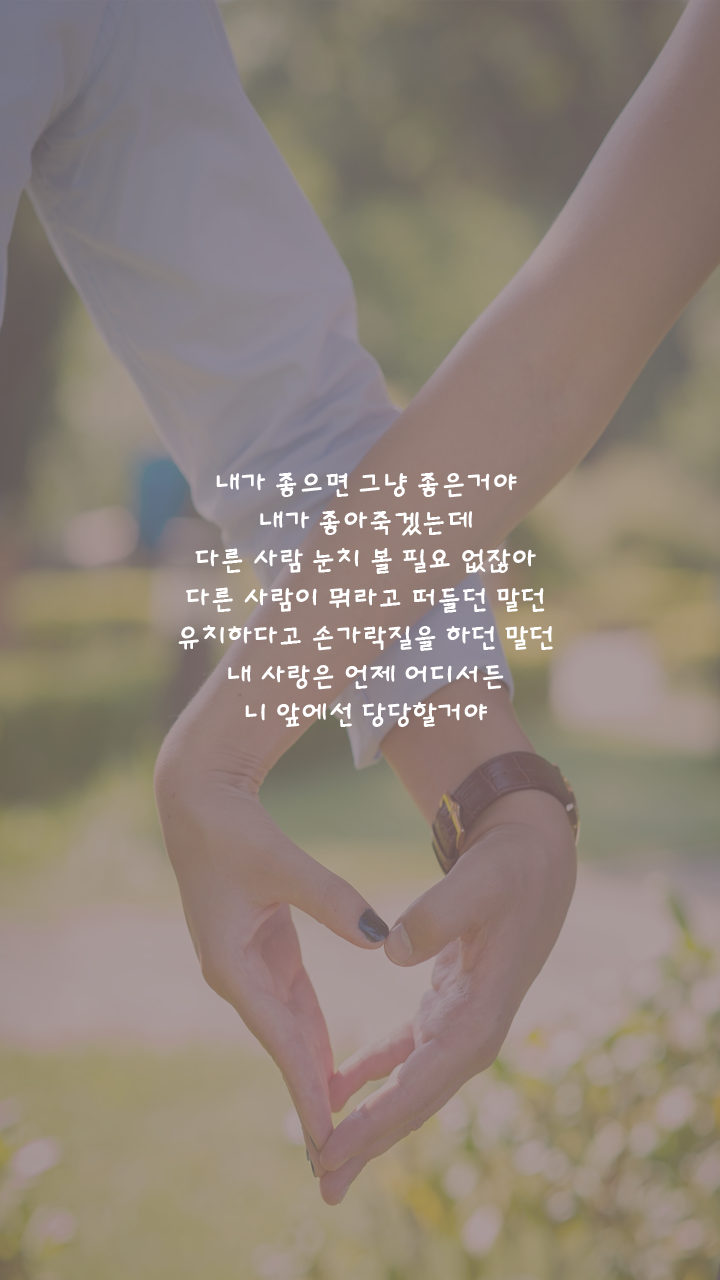 내가 좋으면 그냥 좋은거야
내가 좋아죽겠는데
다른 사람 눈치 볼 필요 없잖아
다른 사람이 뭐라고 떠들던 말던
유치하다고 손가락질을 하던 말던
내 사랑은 언제 어디서든
니 앞에선 당당할거야